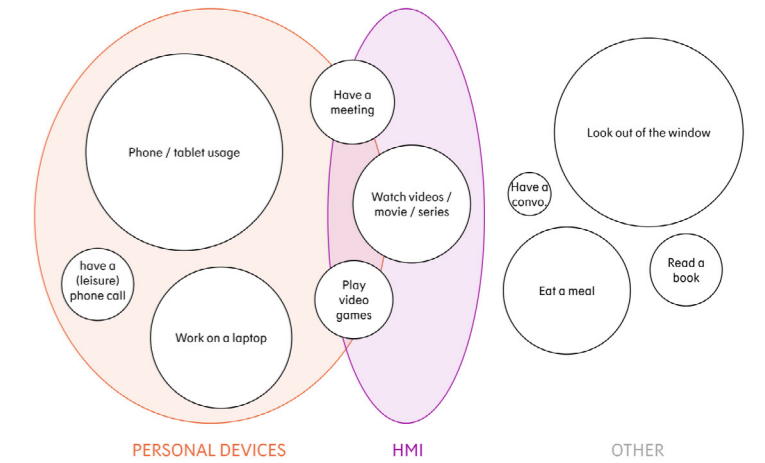 Have a
meeting
Phone / tablet usage
Look out of the window
Have a
convo.
Watch videos /
movie / series
have a
(leisure)
phone call
Play
video
games
Read a
book
Eat a meal
Work on a laptop
PERSONAL DEVICES
HMI
OTHER